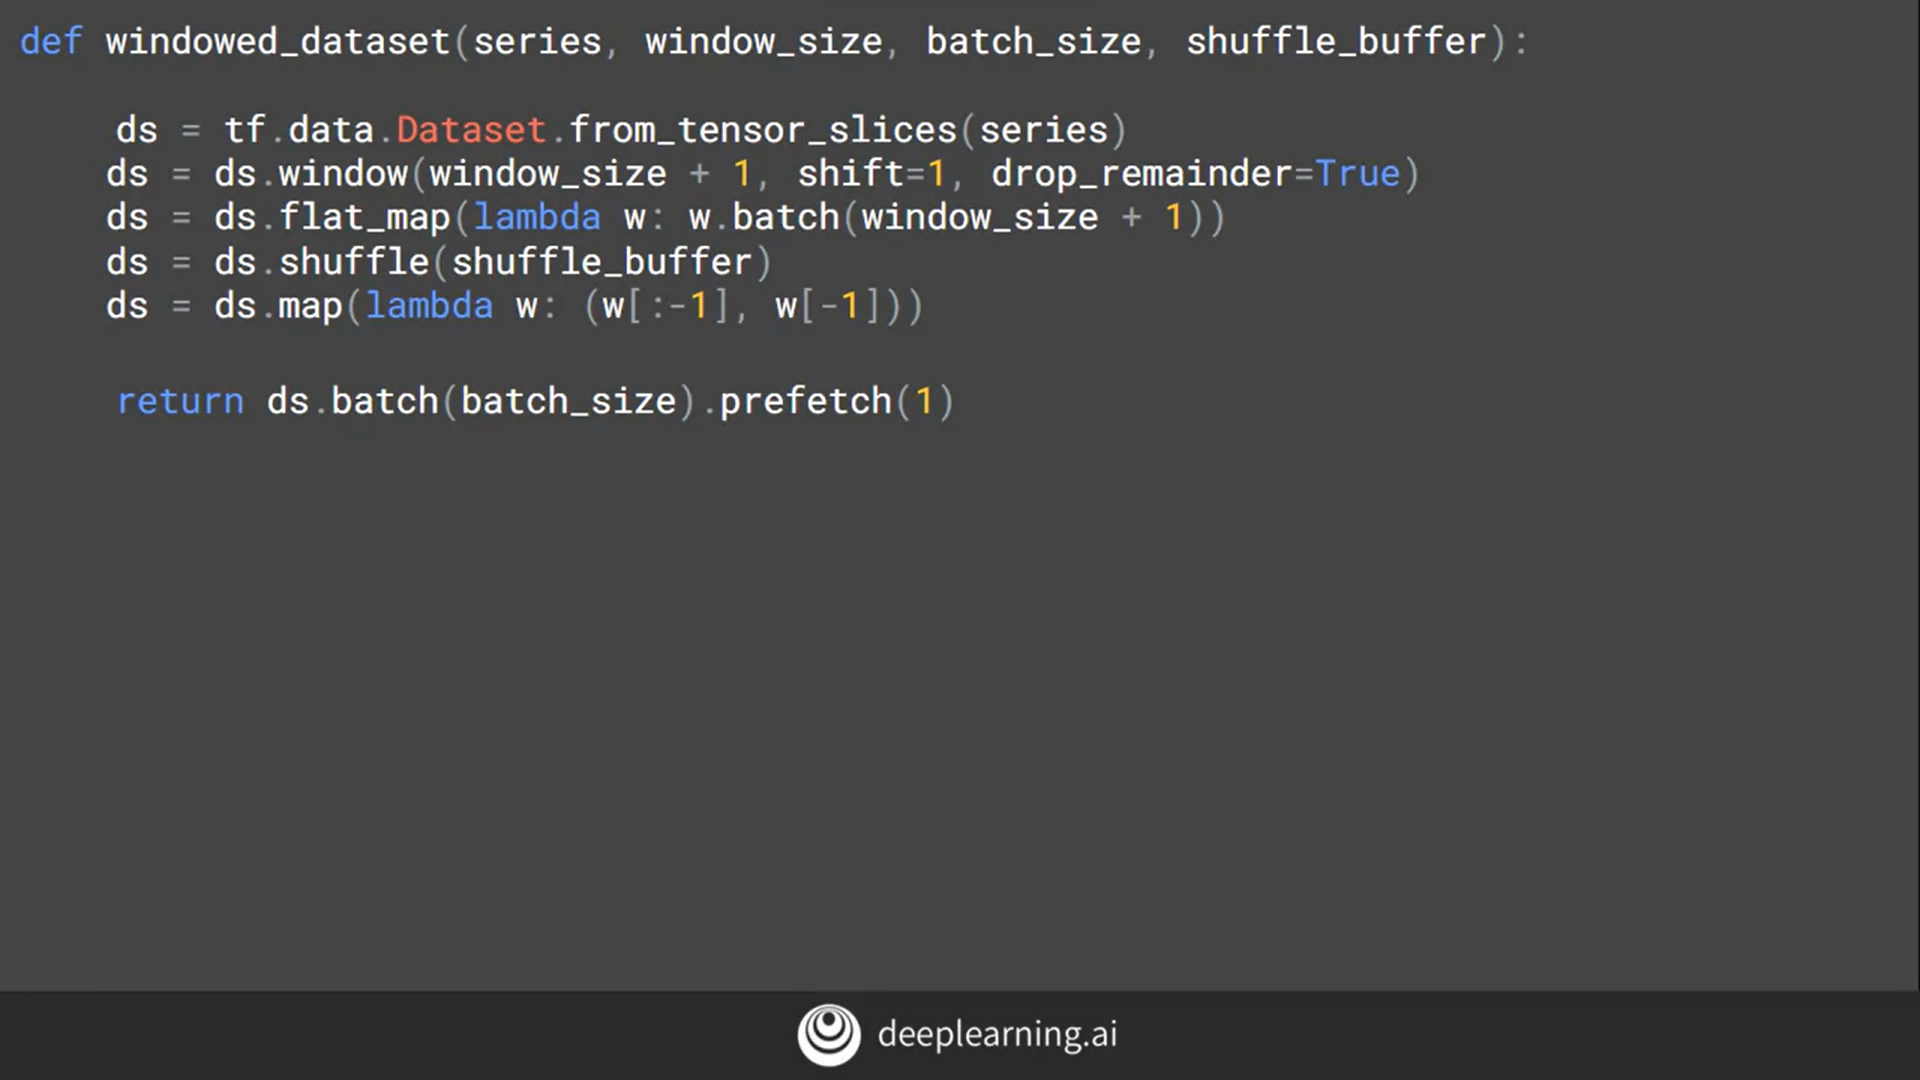 def windowed_dataset(series, window_size, batch_size, shuffle_buffer):
ds = tf.data.Dataset.from_tensor_slices(series)
ds = ds.window(window_size + 1, shift=1, drop_remainder=True)
ds = ds.flat_map(lambda w: w.batch(window_size + 1))
ds = ds.shuffle(shuffle_buffer)
ds = ds.map(lambda w: (w[:-1], w[-1]))
return ds.batch(batch_size).prefetch(1)
deeplearning.ai